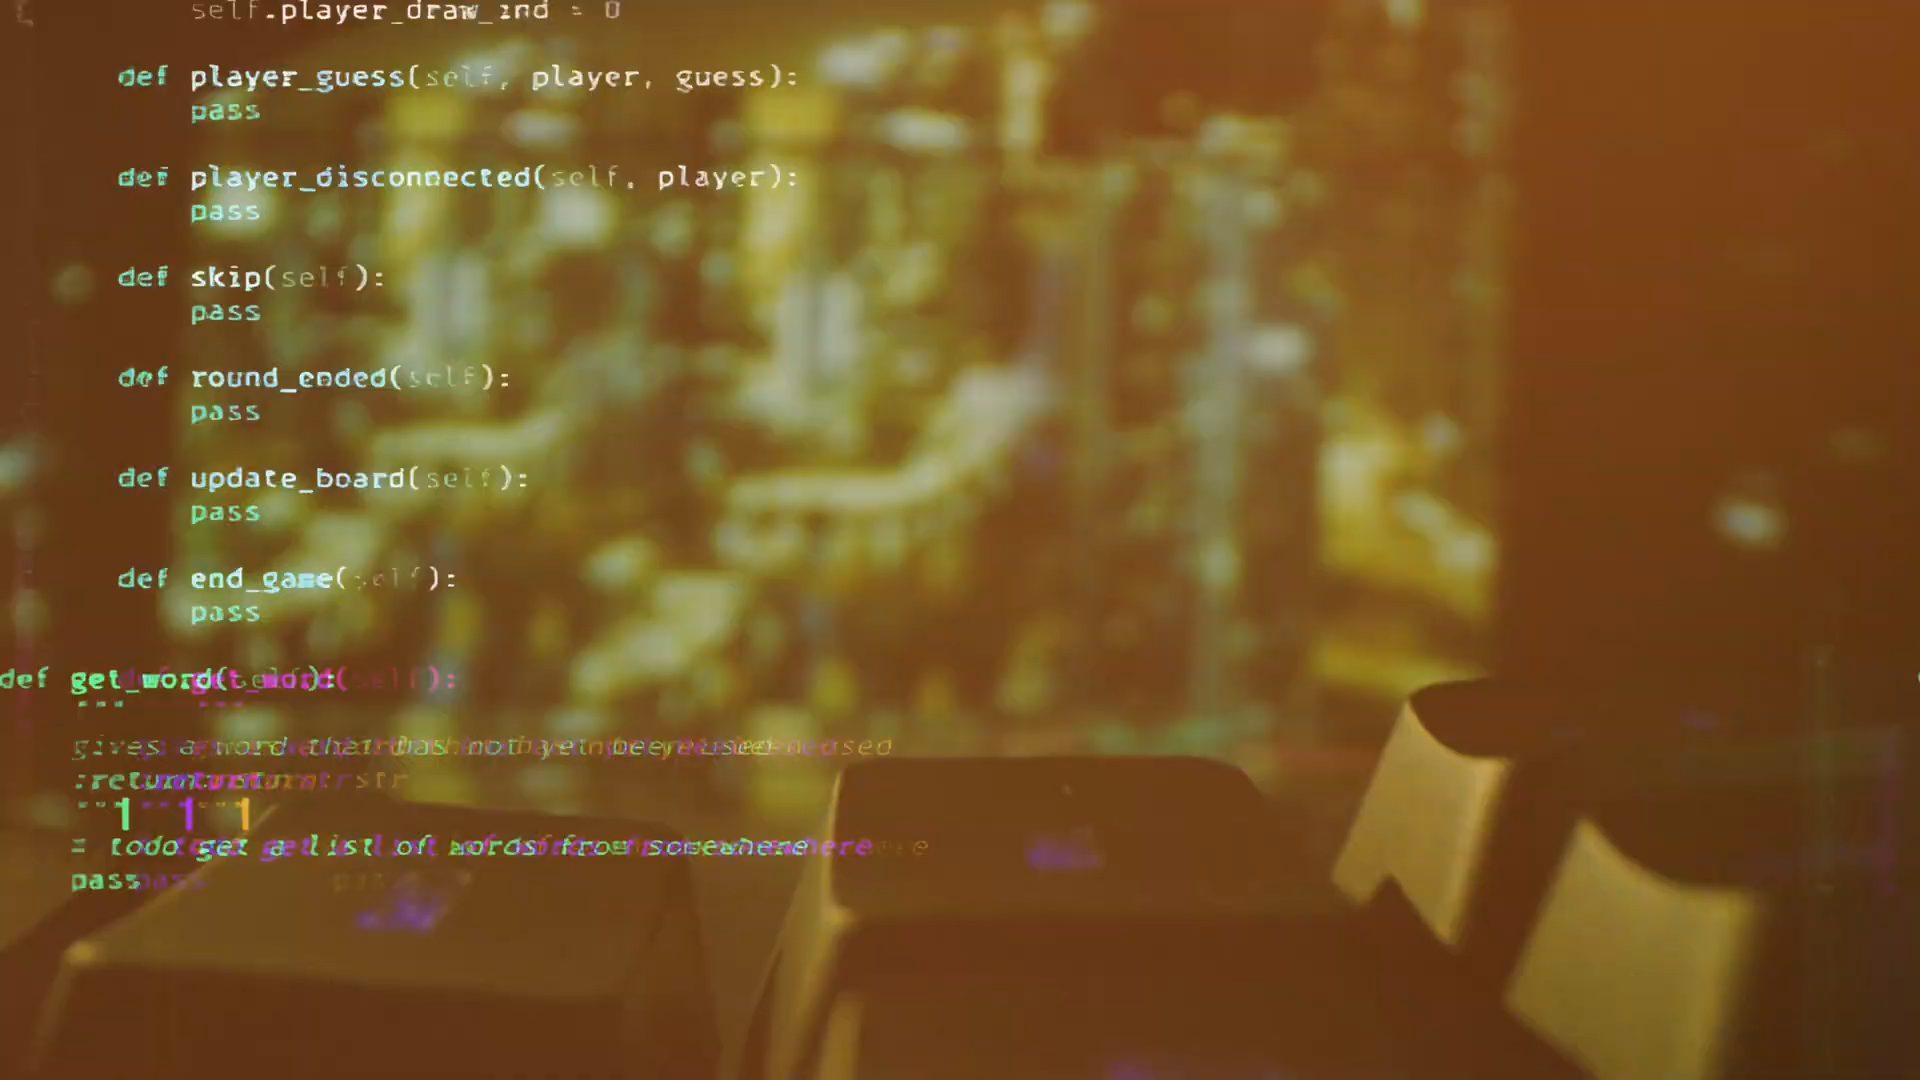 self.player_draw_ind = 0
def player_guess(self, player, guess):
pass
def player_disconnected(self, player):
pass
def skip(self):
pass
def round_ended(self):
pass
def update_board(self):
pass
def end_game(self):
pass
def get_word(self):
"""
gives a word that has not yet been used
:return: str
"""
todo get a list of words from somewhere
pass